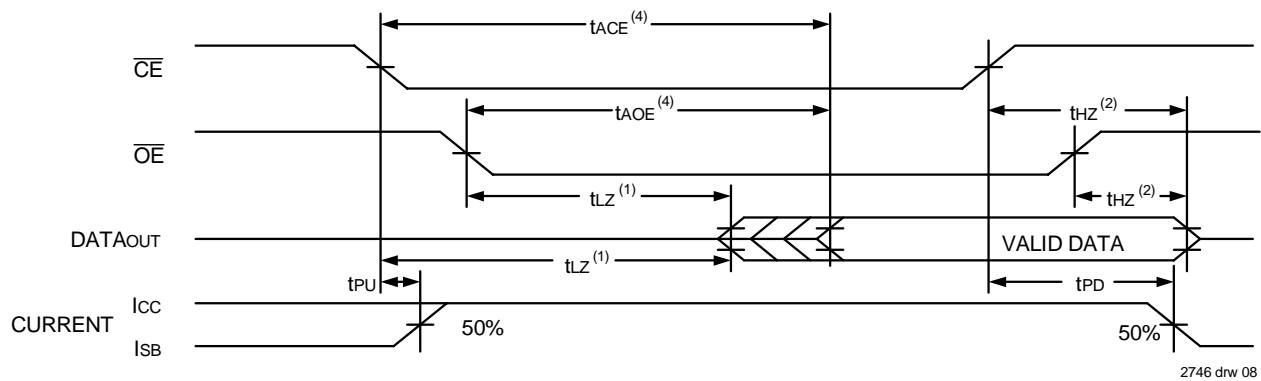 tACE (4)
CE
tAOE (4)
tHZ (2)
OE
tLZ (1)
tHZ (2)
DATAOUT
VALID DATA
tLZ (1)
tPU
tPD
ICC
CURRENT
50%
50%
ISB
2746 drw 08